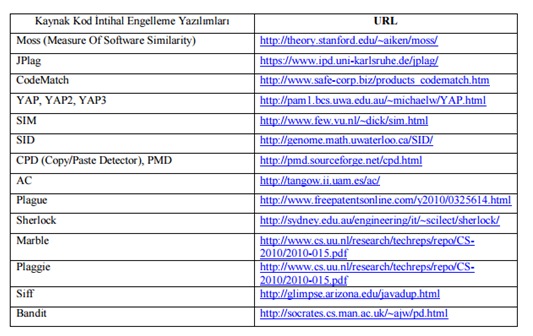 Kaynak Kod İntihal Engelleme Yazılımları URL
Moss (Measure Of Software Similarity) http://theory.stanford.edu/~aiken/moss/
JPlag https://www.ipd.uni-karlsruhe.de/jplag/
CodeMatch http://www.safe-corp.biz/products_codematch.htm
YAP, YAP2, YAP3 http://pam1.bcs.uwa.edu.au/~michaelw/YAP.html
SIM http://www.few.vu.nl/~dick/sim.html
SID http://genome.math.uwaterloo.ca/SID/
CPD (Copy/Paste Detector), PMD http://pmd.sourceforge.net/cpd.html
AC http://tangow.ii.uam.es/ac/
Plague http://www.freepatentsonline.com/y2010/0325614.html
Sherlock http://sydney.edu.au/engineering/it/~scilect/sherlock/
Marble http://www.cs.uu.nl/research/techreps/repo/CS-
2010/2010-015.pdf
Plaggie http://www.cs.uu.nl/research/techreps/repo/CS-
2010/2010-015.pdf
Siff http://glimpse.arizona.edu/javadup.html
Bandit http://socrates.cs.man.ac.uk/~ajw/pd.html